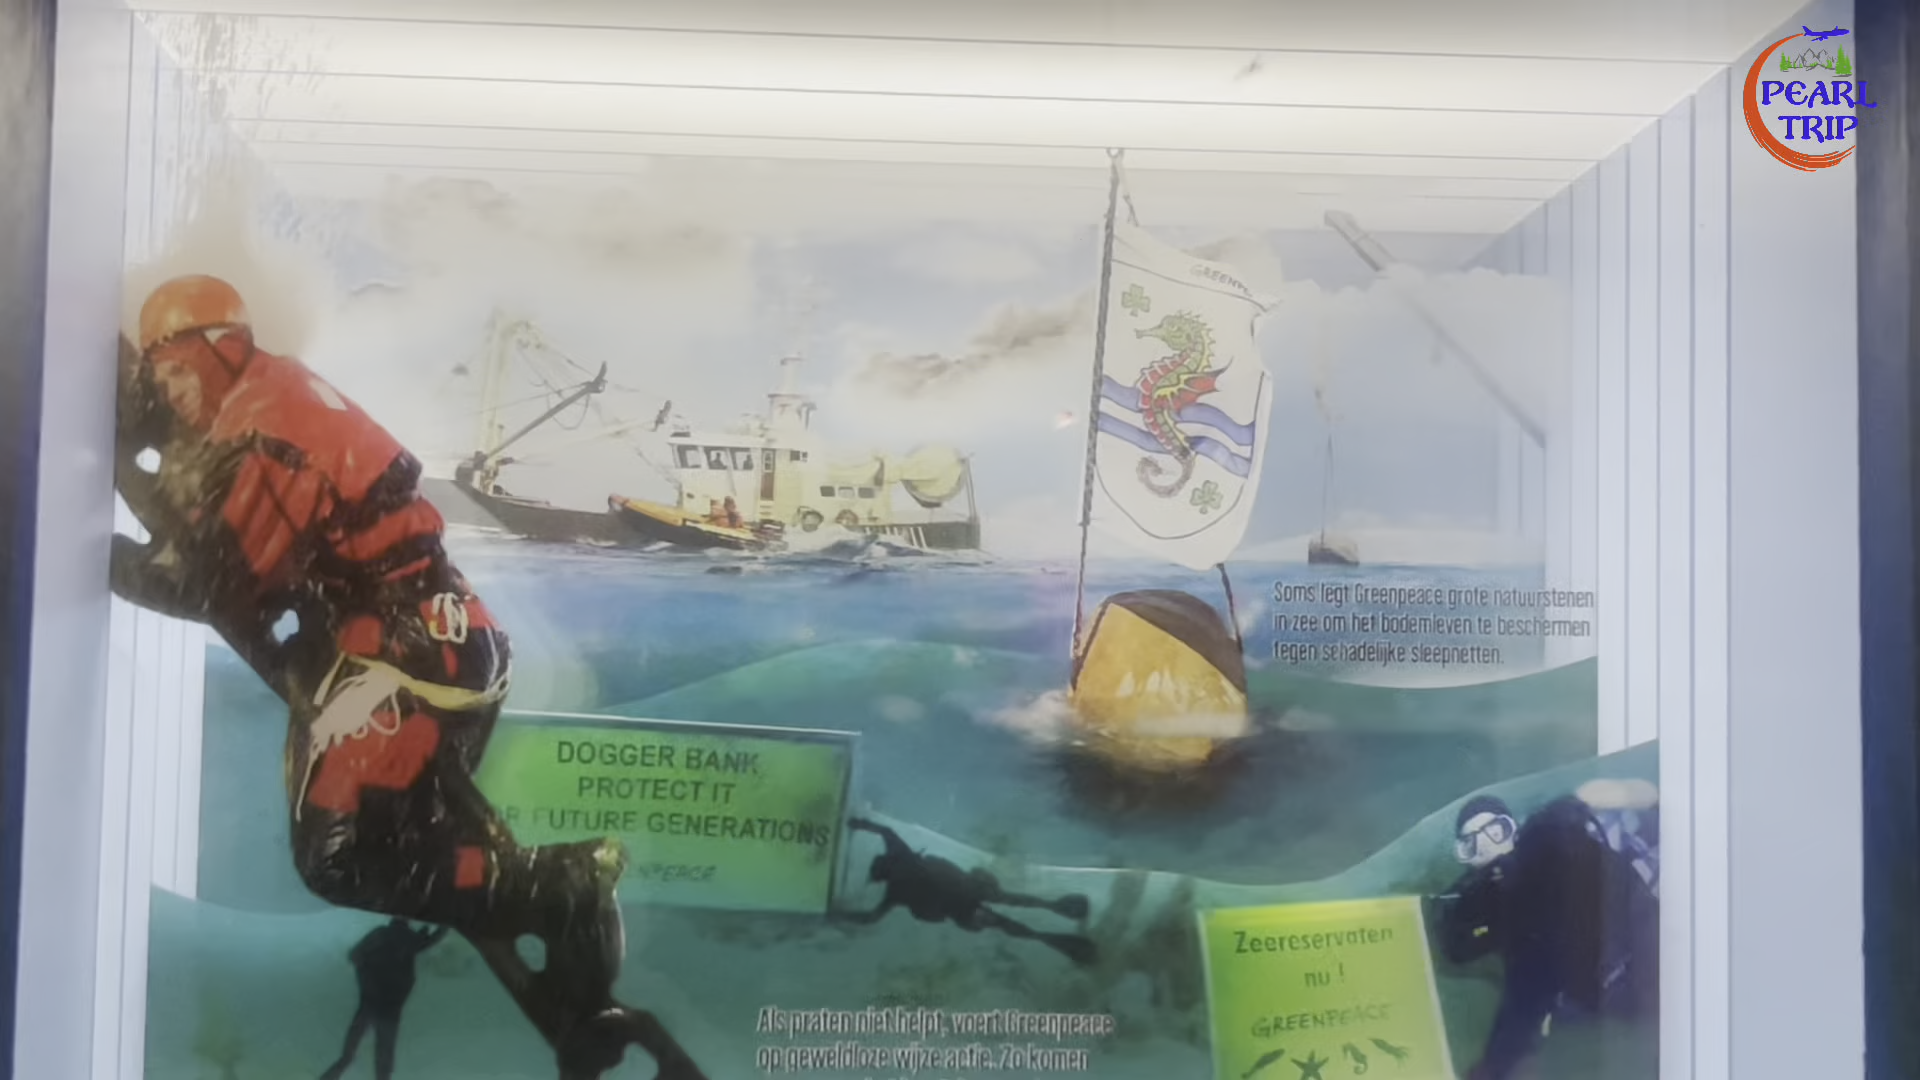 PEARL
TRIP
GREENPE
Soms legt Greenpeace grote natuurstenen
in zee om het bodemleven te beschermen
tegen schadelijke sleepnetten.
DOGGER BANK
PROTECT IT
R FUTURE GENERATIONS
NPEACE
Zeereservaten
nu !
GREENPEACE
Als praten niet helpt, voert Greenpeace
op geweldloze wijze actie. Zo komen